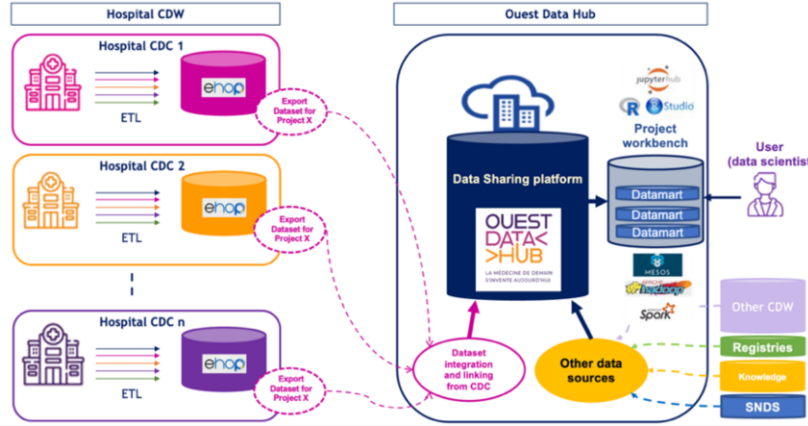 Hospital CDW
Ouest Data Hub
Hospital CDC 1
ehop
ETL
Export
Dataset for
Project X
Hospital CDC 2
ehop
ETL
Export
Dataset for
Project X
Hospital CDC n
ehop
ETL
Export
Dataset for
Project X
Data Sharing platform
OUEST
DATA<
>HUB
LA MÉDECINE DE DEMAIN
S'INVENTE AUJOURD'HUI
Dataset
integration
and linking
from CDC
Other data
sources
jupyterhub
R Studio
Project
workbench
Datamart
Datamart
Datamart
MESOS
hadoop
Spark
User
(data scientist
Other CDW
Registries
Knowledge
SNDS